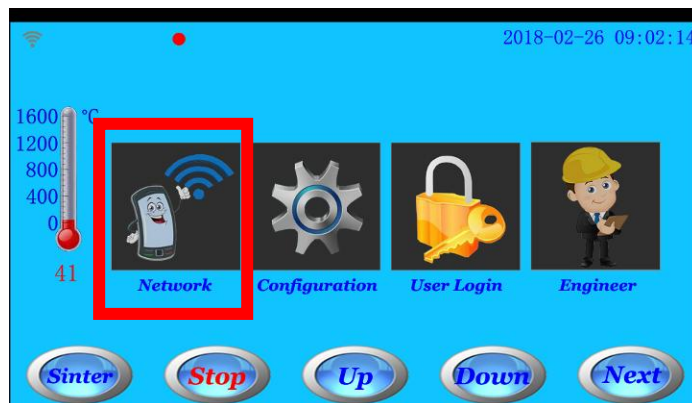 2018-02-26 09:02:14
1600 °C
1200
800
400
0
41
Network Configuration User Login Engineer
Sinter Stop Up Down Next